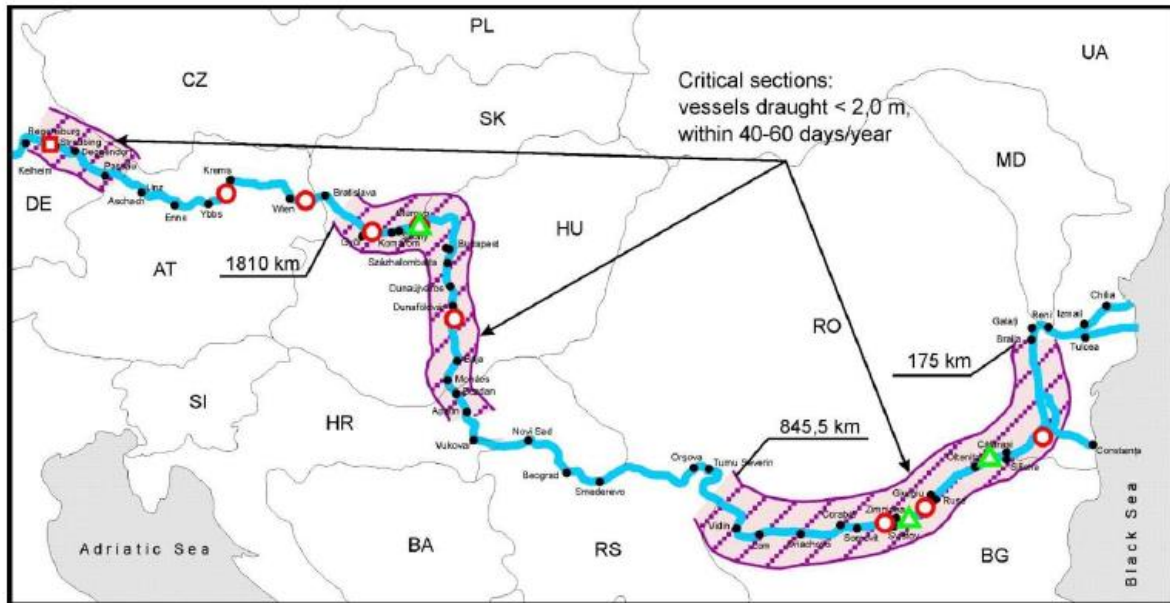 PL
UA
CZ
Critical sections:
vessels draught < 2,0 m,
within 40-60 days/year
SK
Regensburg
Straubing
Deggendorf
Kelheim
Passau
MD
Krems
Linz
Aschach
Bratislava
DE
Enns
Ybbs
Wien
HU
Győr
Komárom
Budapest
AT
1810 km
Százhalombatta
Dunaújváros
Dunaföldvár
Chilia
RO
Galați
Reni
Izmail
Braila
Tulcea
175 km
Baja
SI
Mohács
Bezdan
HR
Apatin
845,5 km
Vukovar
Novi Sad
Orșova
Turnu Severin
Călărași
Constanța
Oltenița
Silistra
Beograd
Smederevo
Giurgiu
Ruse
Corabia
Zimnicea
Vidin
Lom
Somovit
Svistov
Adriatic Sea
BA
RS
BG
Black Sea